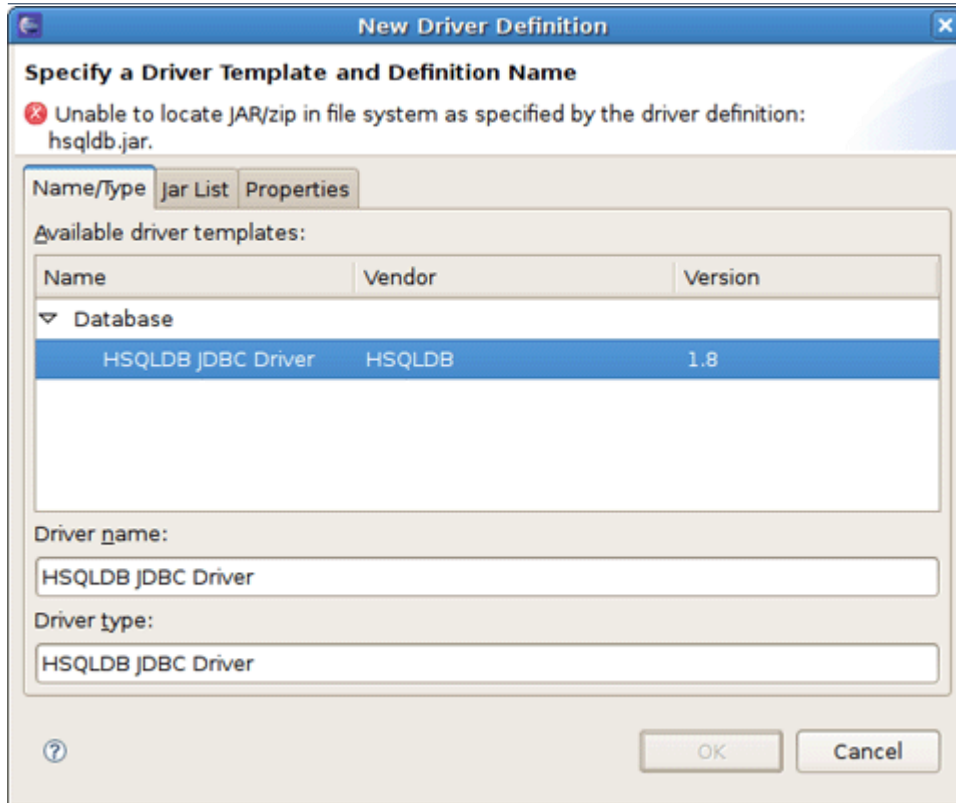 New Driver Definition
Specify a Driver Template and Definition Name
Unable to locate JAR/zip in file system as specified by the driver definition:
hsqldb.jar.
Name/Type Jar List Properties
Available driver templates:
Name Vendor Version
Database
HSQLDB JDBC Driver HSQLDB 1.8
Driver name:
HSQLDB JDBC Driver
Driver type:
HSQLDB JDBC Driver
OK Cancel